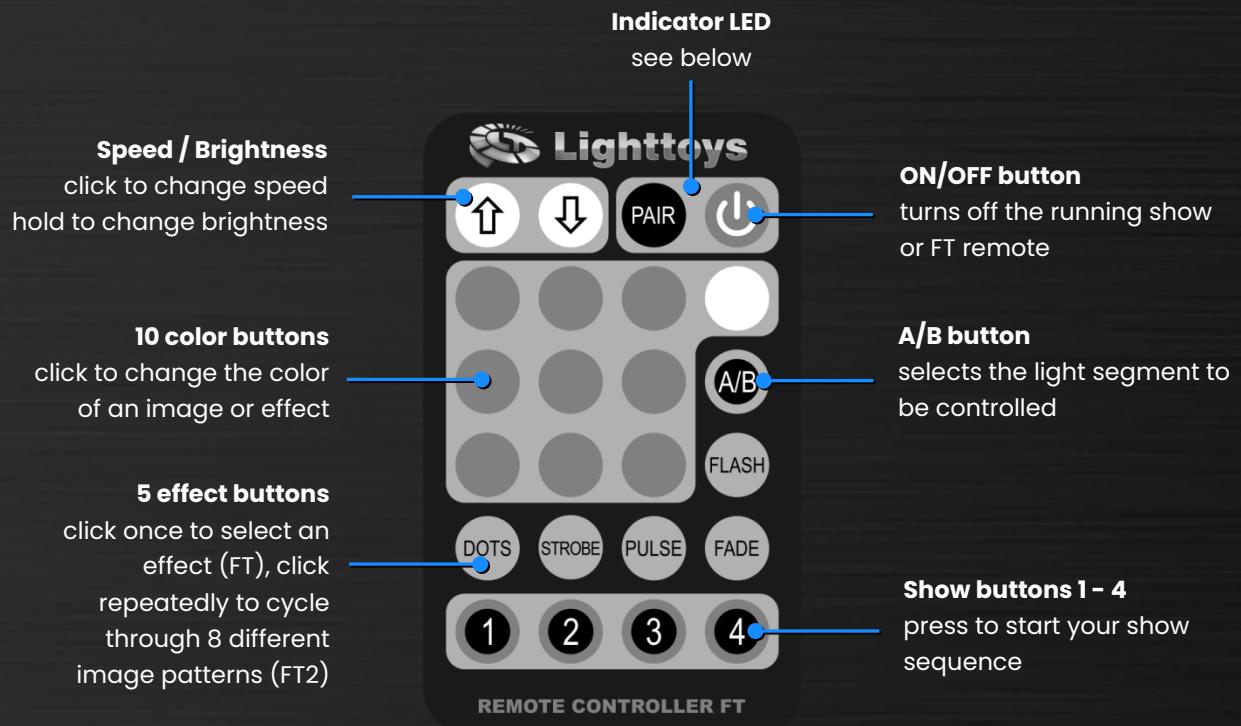 Indicator LED
see below
Speed / Brightness
click to change speed
hold to change brightness
10 color buttons
click to change the color
of an image or effect
5 effect buttons
click once to select an
effect (FT), click
repeatedly to cycle
through 8 different
image patterns (FT2)
LT Lighttoys
PAIR
A/B
FLASH
DOTS STROBE PULSE FADE
1 2 3 4
REMOTE CONTROLLER FT
ON/OFF button
turns off the running show
or FT remote
A/B button
selects the light segment to
be controlled
Show buttons 1 - 4
press to start your show
sequence